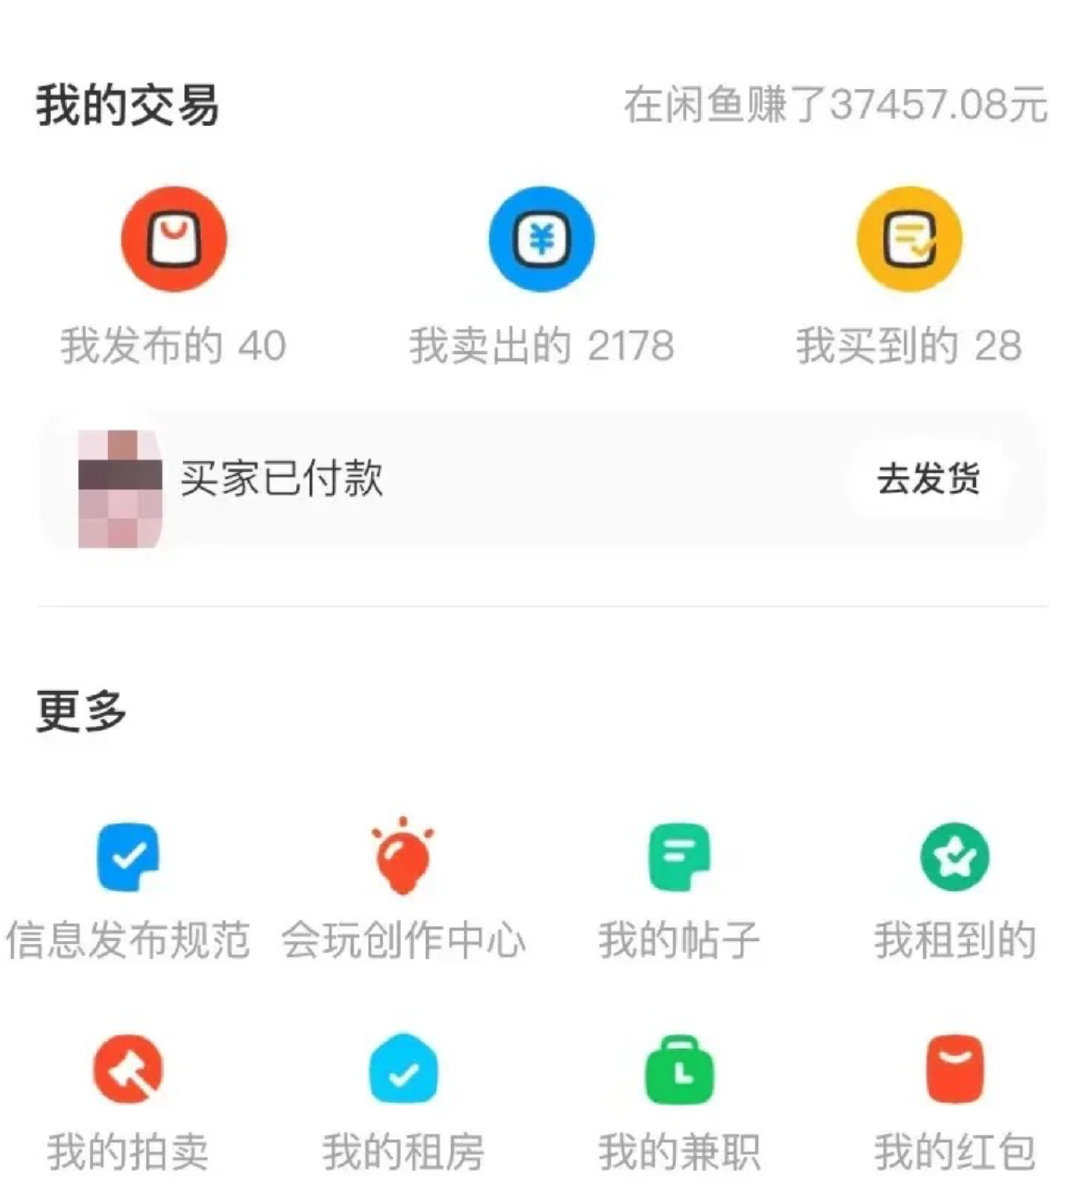 我的交易 在闲鱼赚了37457.08元
我发布的 40 我卖出的 2178 我买到的 28
买家已付款 去发货
更多
信息发布规范 会玩创作中心 我的帖子 我租到的
我的拍卖 我的租房 我的兼职 我的红包